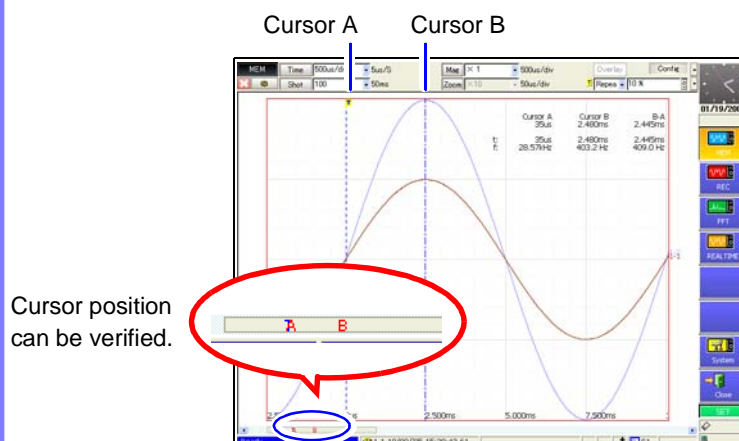 Cursor A Cursor B
MEM Time 500us/di 5us/S Mag × 1 500us/div Overlay Config
Shot 100 50ms Zoom ×10 50us/div Repea 10 %
01/19/200
Cursor A Cursor B B-A
35us 2.480ms 2.445ms
t: 35us 2.480ms 2.445ms
f: 28.57kHz 403.2 Hz 409.0 Hz
MEM
REC
FFT
REALTIME
Cursor position
can be verified.
A B
System
Close
SET
2.500ms 5.000ms 7.500ms
A B